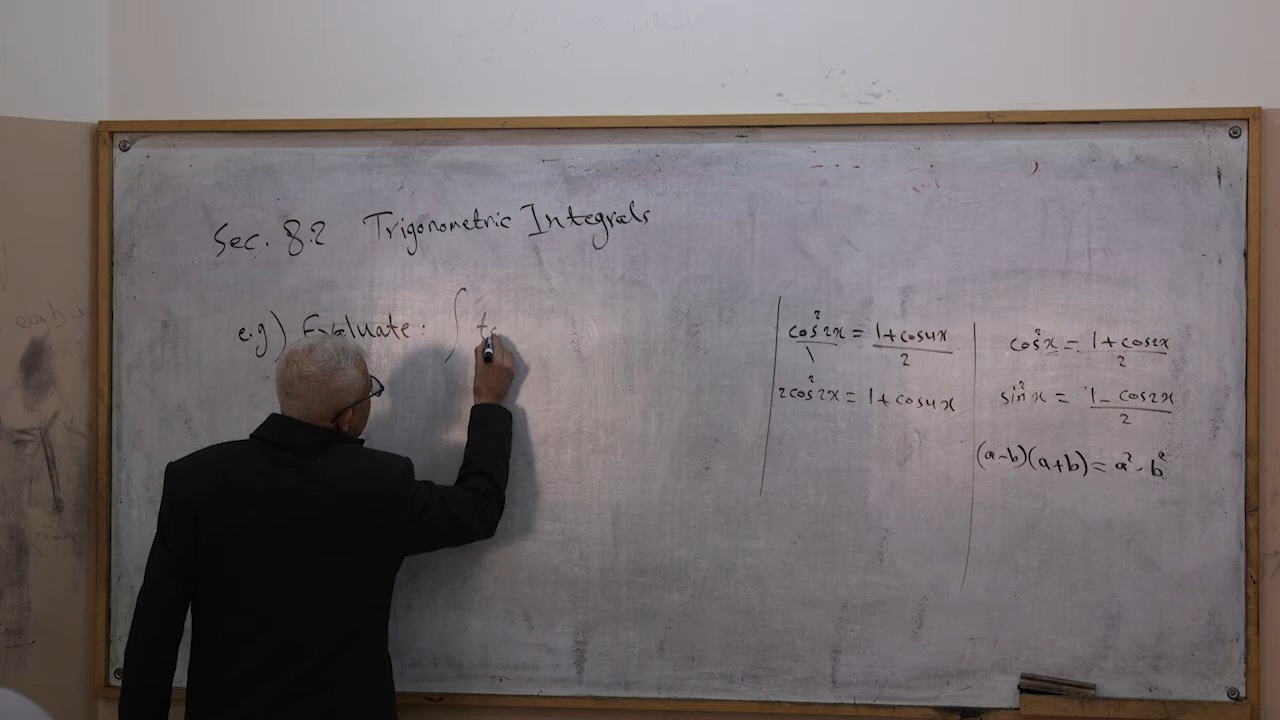 Sec. 8.2 Trigonometric Integrals
e.g) Evaluate: ∫ ta
cos²2x = 1+cos4x / 2
2cos²2x = 1+cos4x
cos²x = 1+cos2x / 2
sin²x = 1-cos2x / 2
(a-b)(a+b) = a²-b²